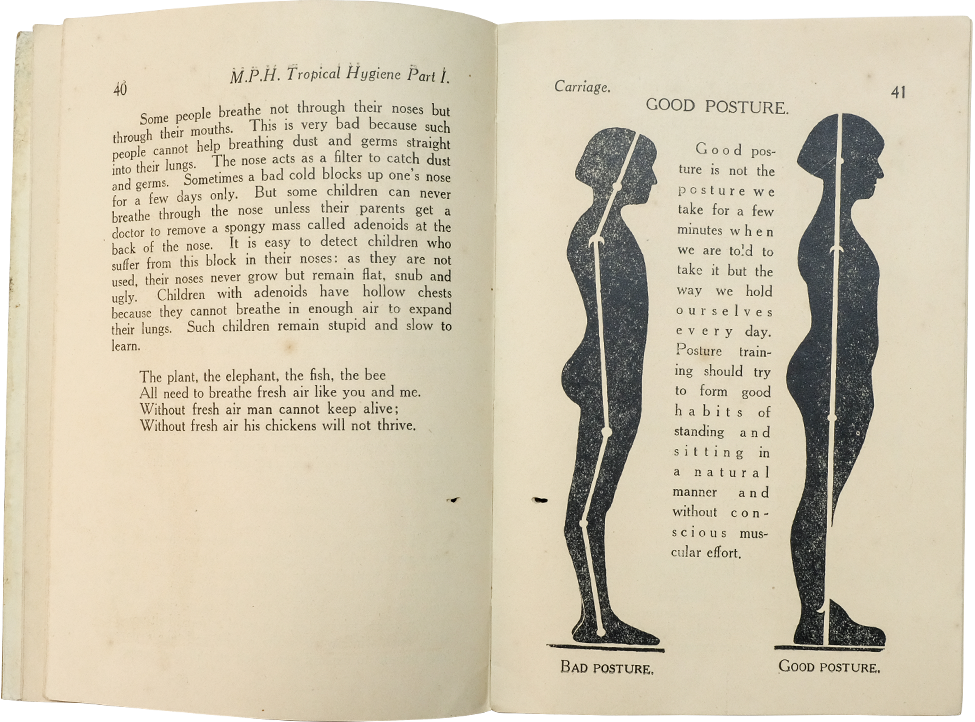 40
M.P.H. Tropical Hygiene Part I.
Some people breathe not through their noses but
through their mouths. This is very bad because such
people cannot help breathing dust and germs straight
into their lungs. The nose acts as a filter to catch dust
and germs. Sometimes a bad cold blocks up one's nose
for a few days only. But some children can never
breathe through the nose unless their parents get a
doctor to remove a spongy mass called adenoids at the
back of the nose. It is easy to detect children who
suffer from this block in their noses: as they are not
used, their noses never grow but remain flat, snub and
ugly. Children with adenoids have hollow chests
because they cannot breathe in enough air to expand
their lungs. Such children remain stupid and slow to
learn.
The plant, the elephant, the fish, the bee
All need to breathe fresh air like you and me.
Without fresh air man cannot keep alive;
Without fresh air his chickens will not thrive.
Carriage.
41
GOOD POSTURE.
Good pos-
ture is not the
posture we
take for a few
minutes when
we are to!d to
take it but the
way we hold
ourselves
every day.
Posture train-
ing should try
to form good
habits of
standing and
sitting in
a natural
manner and
without con-
scious mus-
cular effort.
BAD POSTURE.
GOOD POSTURE.